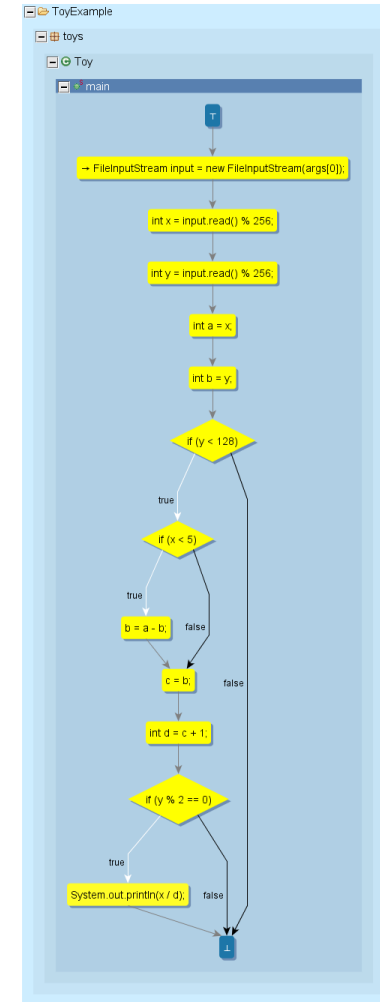 ToyExample
toys
G Toy
main
⊤
→ FileInputStream input = new FileInputStream(args[0]);
int x = input.read() % 256;
int y = input.read() % 256;
int a = x;
int b = y;
if (y < 128)
true
if (x < 5)
true
b = a - b;
false
c = b;
false
int d = c + 1;
if (y % 2 == 0)
true
System.out.println(x / d);
false
⊥